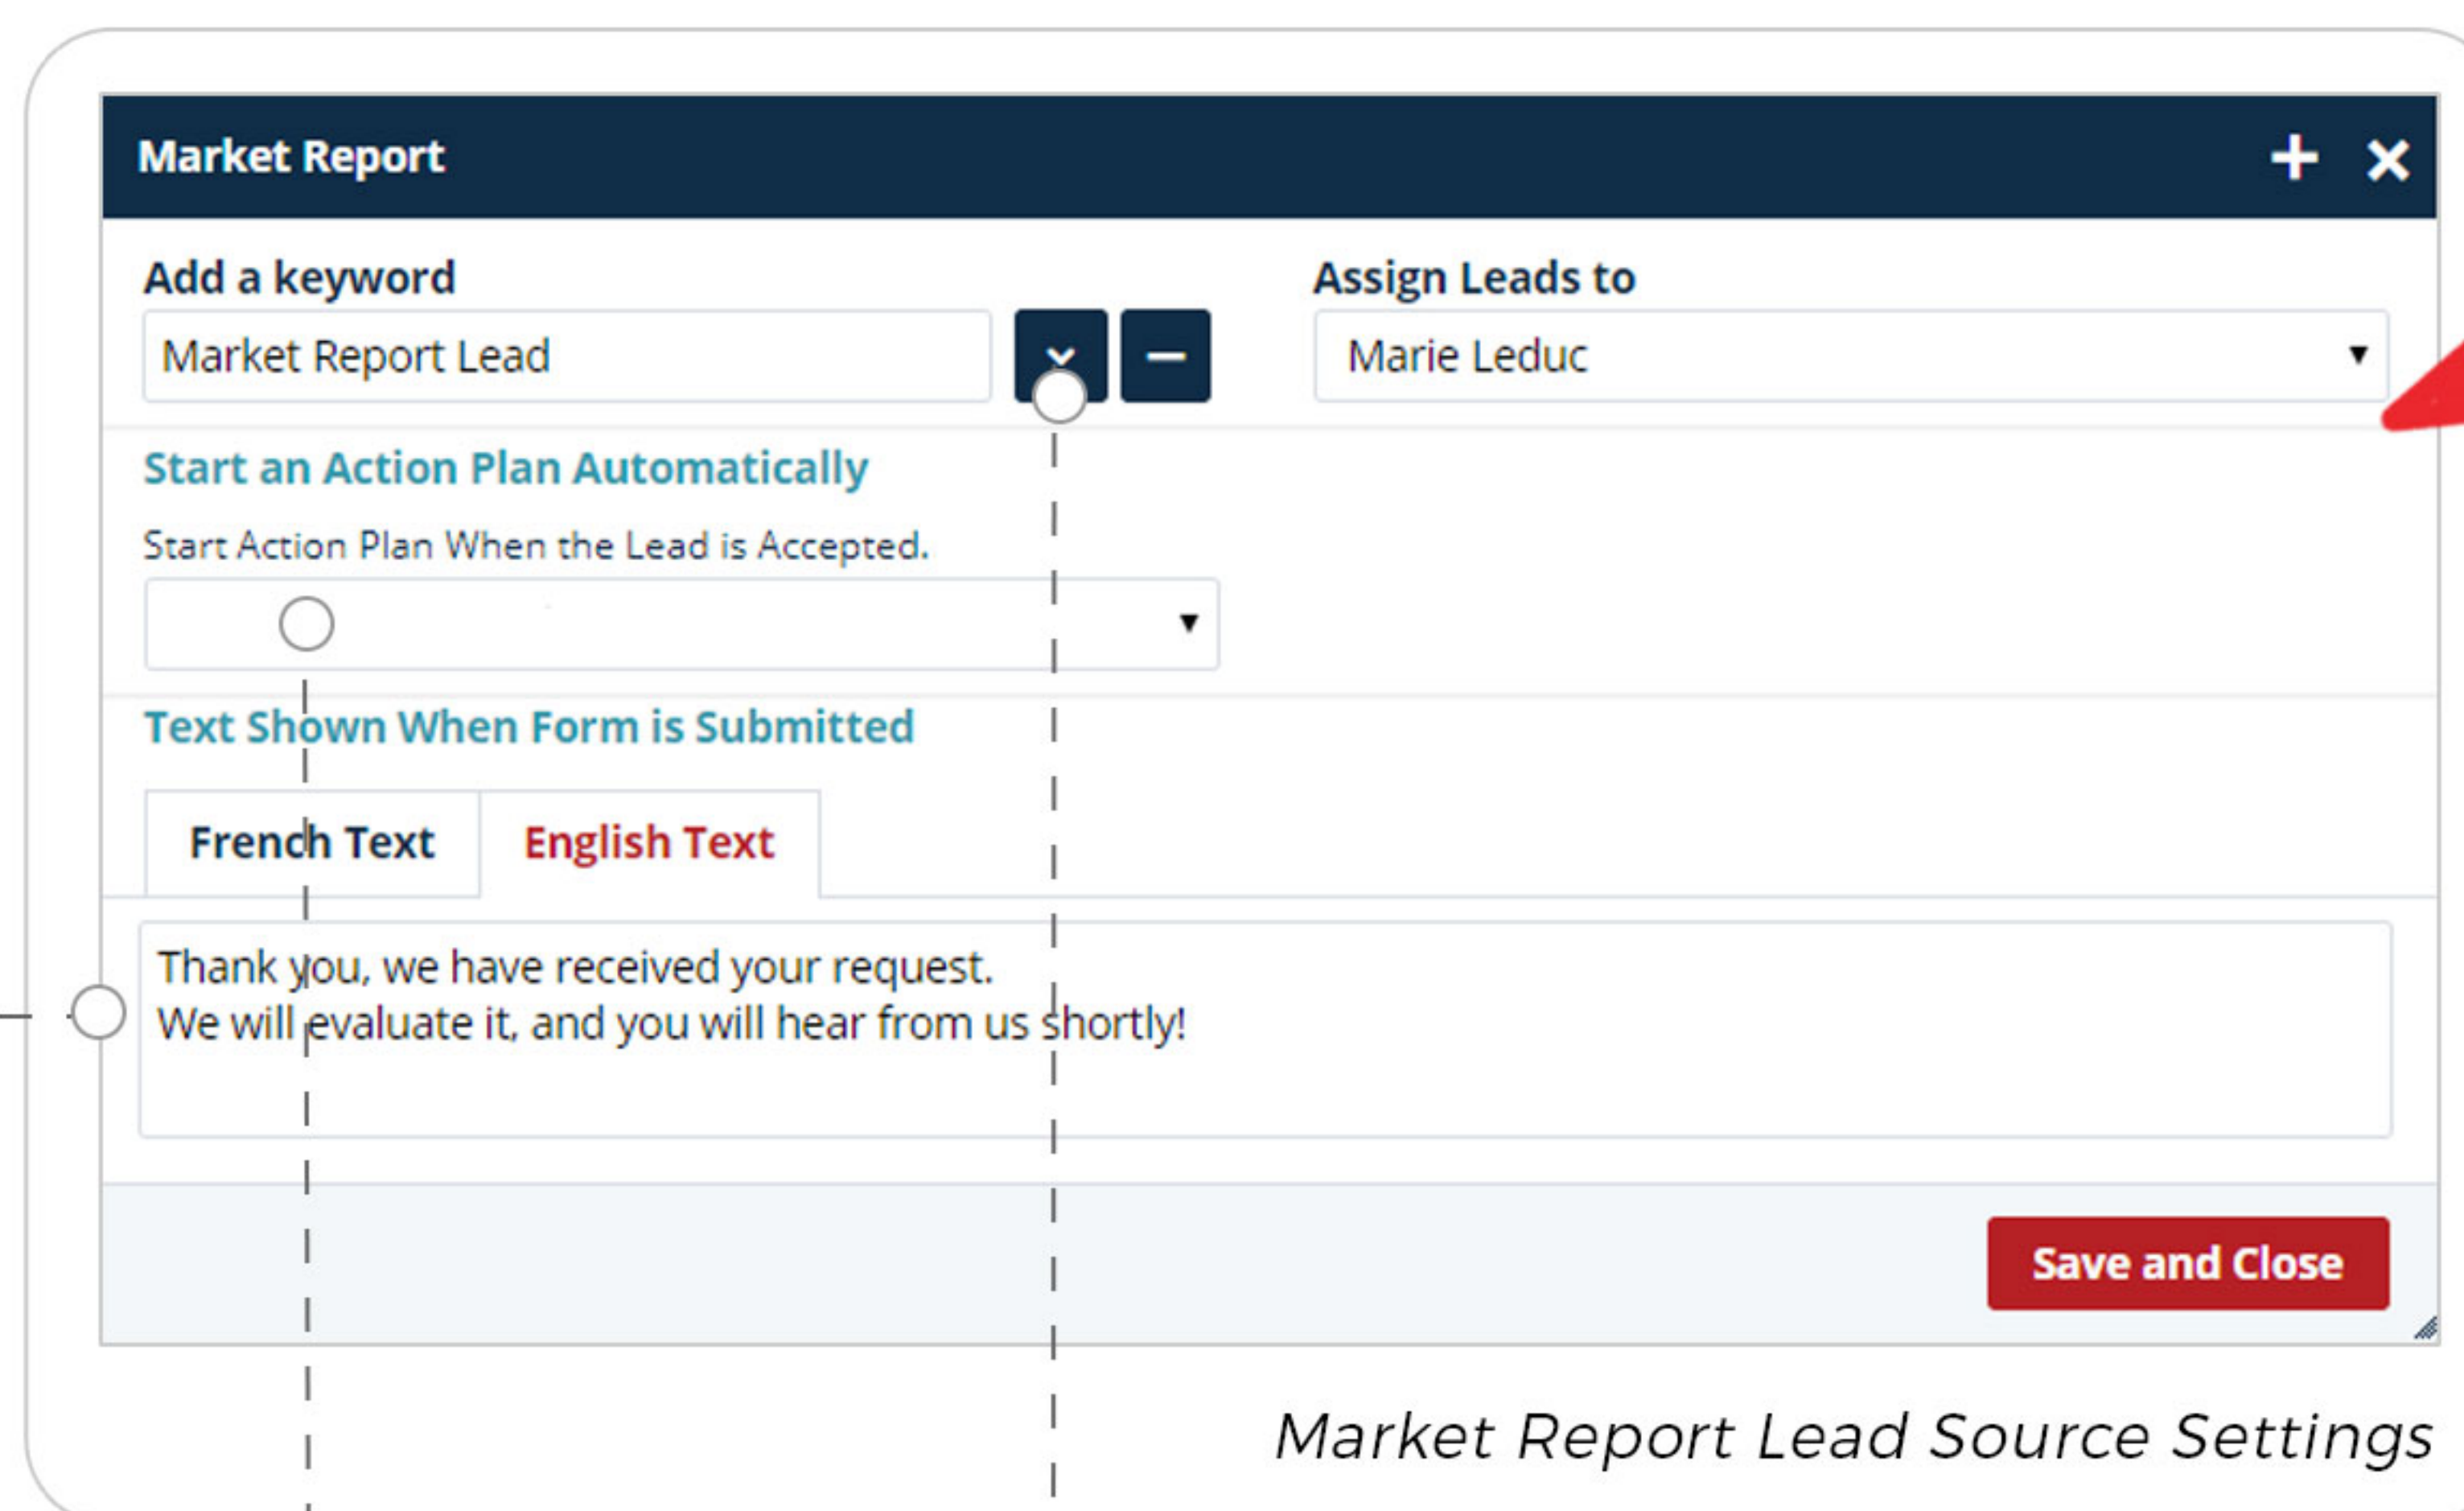 Market Report
Add a keyword
Assign Leads to
Market Report Lead
Marie Leduc
Start an Action Plan Automatically
Start Action Plan When the Lead is Accepted.
Text Shown When Form is Submitted
French Text
English Text
Thank you, we have received your request.
We will evaluate it, and you will hear from us shortly!
Save and Close
Market Report Lead Source Settings